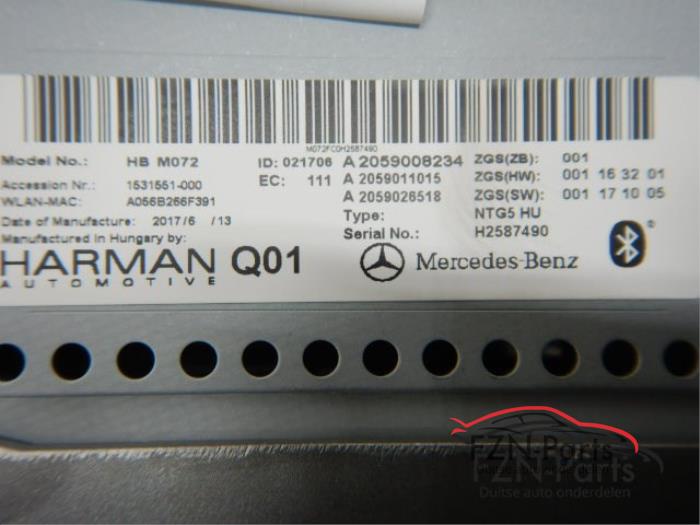 M072FC0H2587490
Model No.: HB M072 ID: 021706 A 2059008234 ZGS(ZB): 001
Accession Nr.: 1531551-000 EC: 111 A 2059011015 ZGS(HW): 001 16 32 01
WLAN-MAC: A056B266F391 A 2059026518 ZGS(SW): 001 17 10 05
Date of Manufacture: 2017/6 /13 Type: NTG5 HU
Manufactured in Hungary by: Serial No.: H2587490
HARMAN Q01 Mercedes-Benz
AUTOMOTIVE
FZN-Parts
FZN-Parts
Duitse auto onderdelen